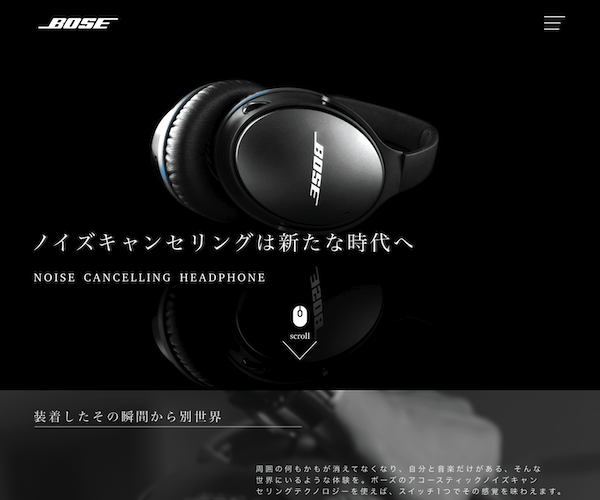 BOSE
BOSE
ノイズキャンセリングは新たな時代へ
NOISE CANCELLING HEADPHONE
scroll
装着したその瞬間から別世界
周囲の何もかもが消えてなくなり、自分と音楽だけがある、そんな
世界にいるような体験を。ボーズのアコースティックノイズキャン
セリングテクノロジーを使えば、スイッチ1つでその感覚を味わえます。